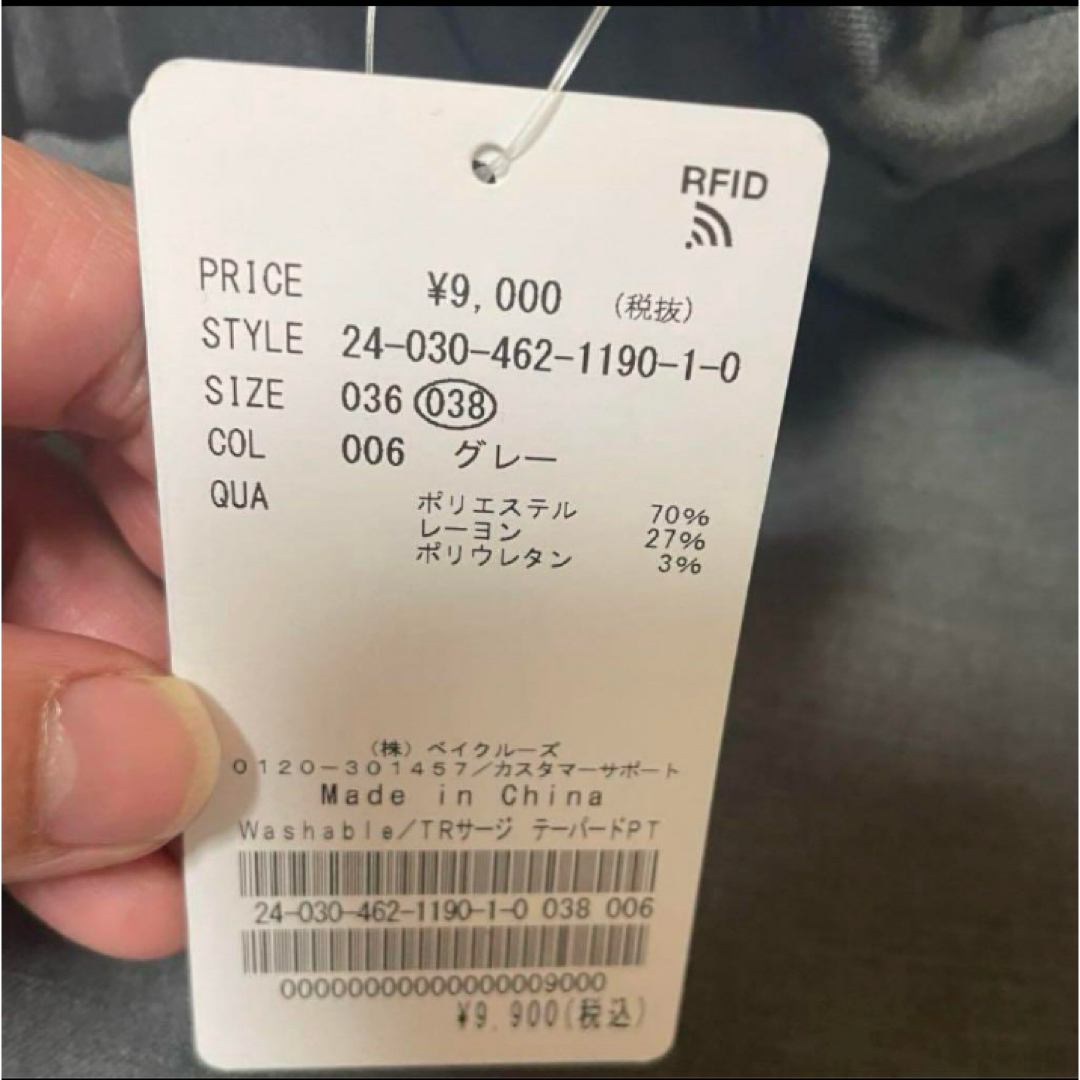 RFID
PRICE ¥9,000 (税抜)
STYLE 24-030-462-1190-1-0
SIZE 036 038
COL 006 グレー
QUA ポリエステル 70%
レーヨン 27%
ポリウレタン 3%
(株)ベイクルーズ
0120-301457/カスタマーサポート
Made in China
Washable/TRサージ テーパードPT
24-030-462-1190-1-0 038 006
00000000000000009000
¥9,900(税込)